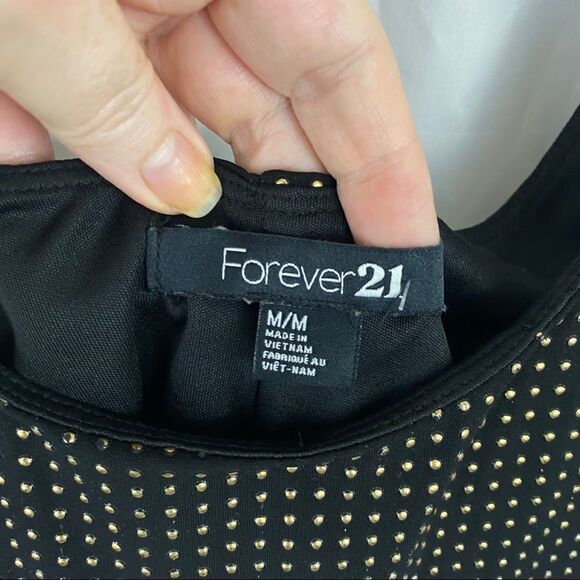 Forever21
M/M
MADE IN
VIETNAM
FABRIQUÉ AU
VIÊT-NAM